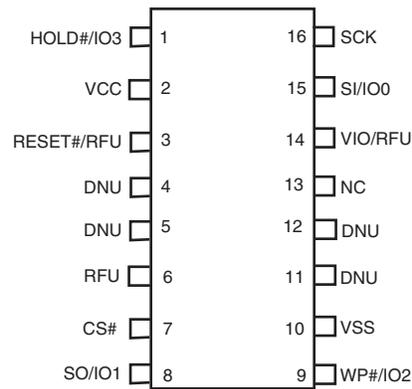 HOLD#/IO3 1 16 SCK
VCC 2 15 SI/IO0
RESET#/RFU 3 14 VIO/RFU
DNU 4 13 NC
DNU 5 12 DNU
RFU 6 11 DNU
CS# 7 10 VSS
SO/IO1 8 9 WP#/IO2